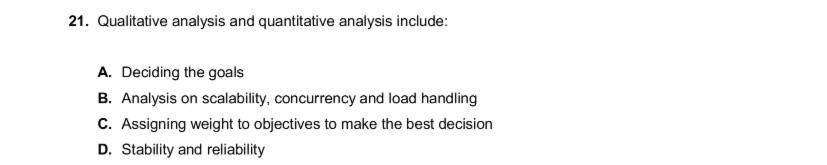 21. Qualitative analysis and quantitative analysis include:
A. Deciding the goals
B. Analysis on scalability, concurrency and load handling
C. Assigning weight to objectives to make the best decision
D. Stability and reliability